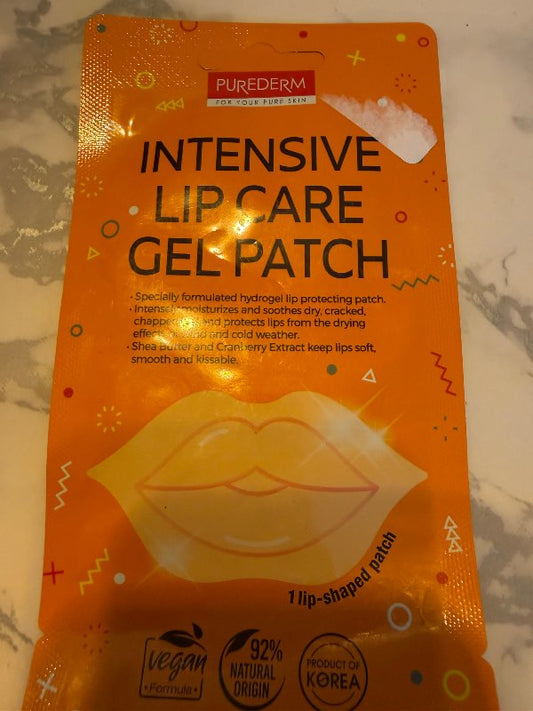 PUREDERM
FOR YOUR PURE SKIN
INTENSIVE
LIP CARE
GEL PATCH
• Specially formulated hydrogel lip protecting patch.
• Intensely moisturizes and soothes dry, cracked,
and protects lips from the drying
and cold weather.
• Shea Butter and Cranberry Extract keep lips soft,
smooth and kissable.
1 lip-shaped patch
vegan
• Formula •
92%
NATURAL
ORIGIN
PRODUCT OF
KOREA